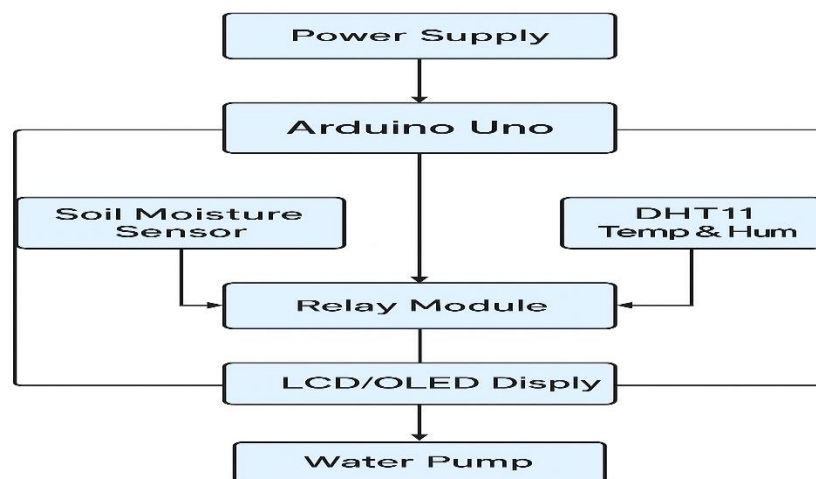 Power Supply
Arduino Uno
Soil Moisture
Sensor
DHT11
Temp & Hum
Relay Module
LCD/OLED Disply
Water Pump